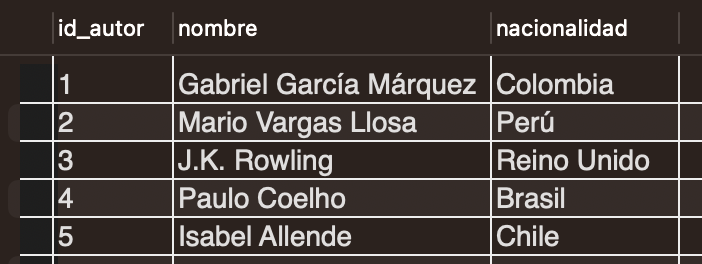 id_autor nombre nacionalidad
1 Gabriel García Márquez Colombia
2 Mario Vargas Llosa Perú
3 J.K. Rowling Reino Unido
4 Paulo Coelho Brasil
5 Isabel Allende Chile